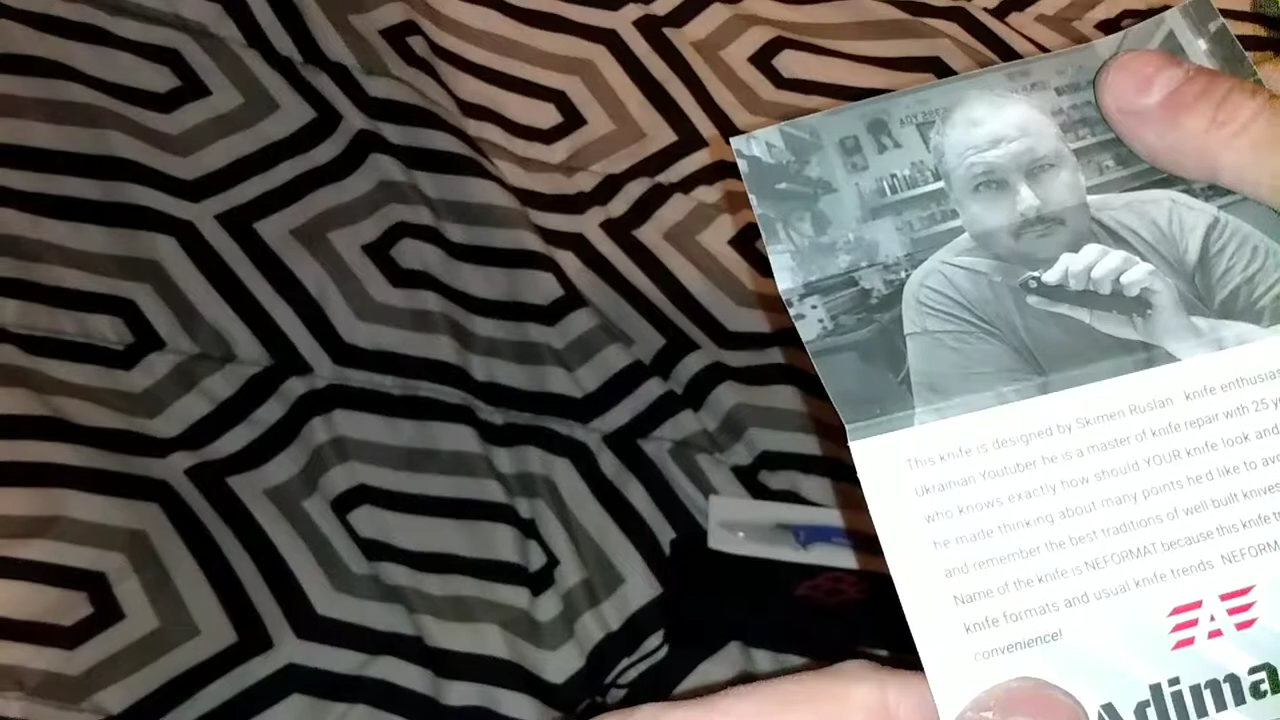 This knife is designed by Skimen Ruslan knife enthusias
Ukrainian Youtuber he is a master of knife repair with 25 y
who knows exactly how should YOUR knife look and
he made thinking about many points he'd like to avo
and remember the best traditions of well built knives
Name of the knife is NEFORMAT because this knife t
knife formats and usual knife trends NEFORM
convenience!
Adima